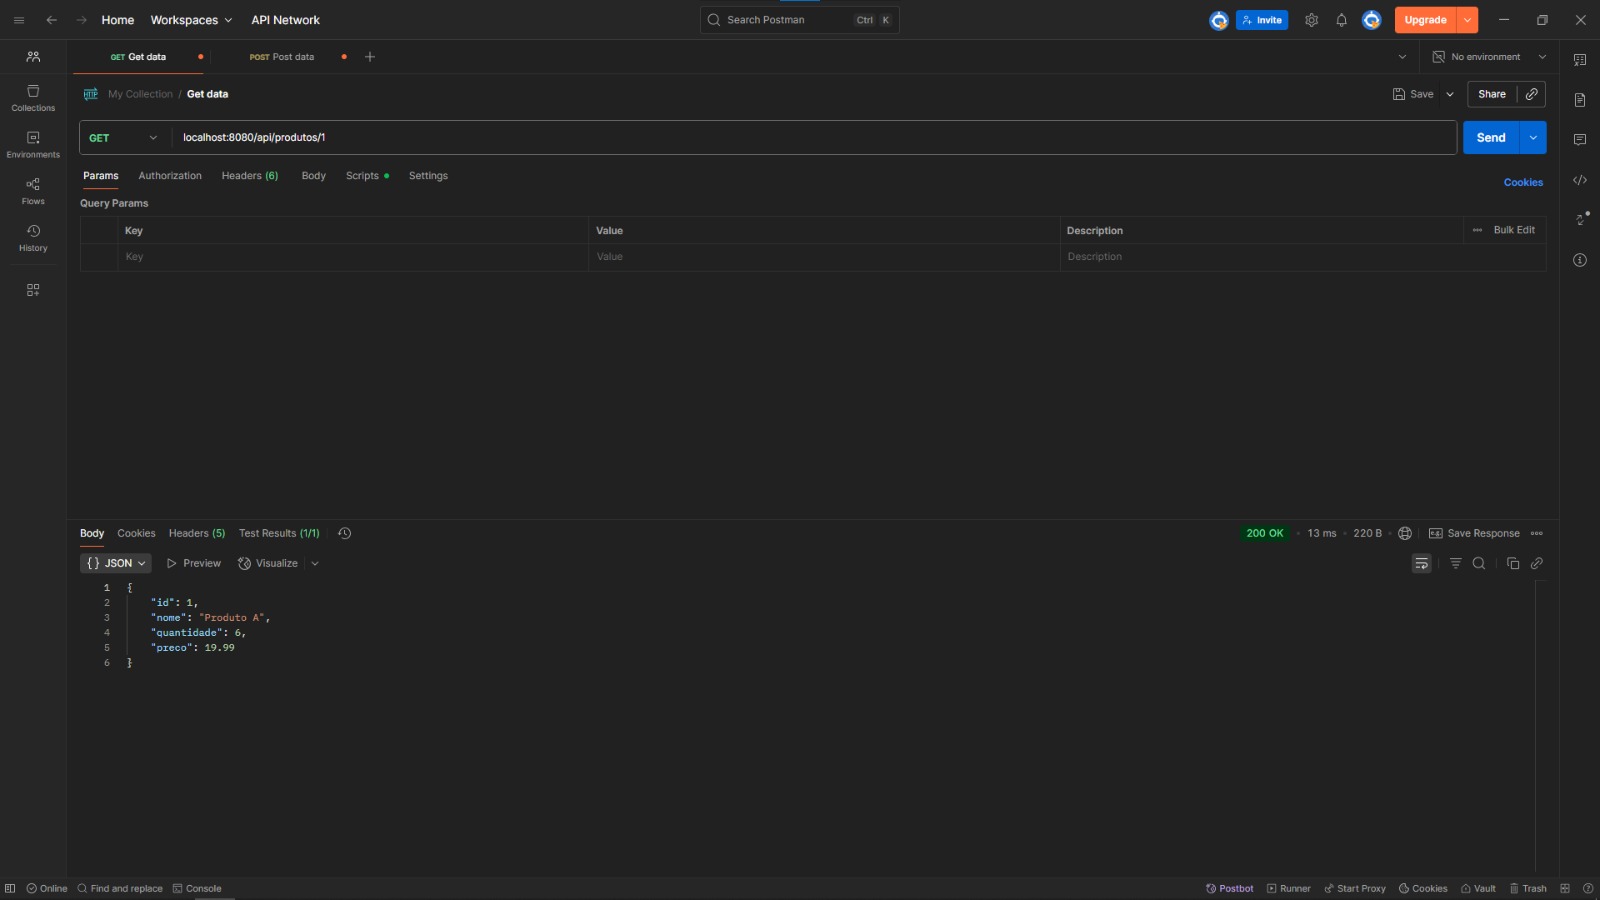 Home Workspaces API Network Search Postman Ctrl K Invite Upgrade
GET Get data POST Post data No environment
HTTP My Collection / Get data Save Share
GET localhost:8080/api/produtos/1 Send
Params Authorization Headers (6) Body Scripts Settings Cookies
Query Params
Key Value Description Bulk Edit
Key Value Description
Collections
Environments
Flows
History
Body Cookies Headers (5) Test Results (1/1) 200 OK 13 ms 220 B Save Response
{} JSON Preview Visualize
1 {
2 "id": 1,
3 "nome": "Produto A",
4 "quantidade": 6,
5 "preco": 19.99
6 }
Online Find and replace Console Postbot Runner Start Proxy Cookies Vault Trash